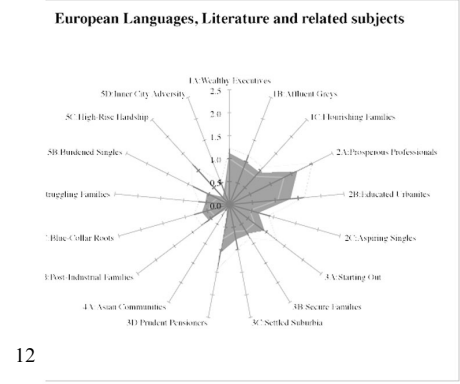 European Languages, Literature and related subjects
1A:Wealthy Executives
5D:Inner City Adversity
1B:Affluent Greys
5C:High-Rise Hardship
1C:Flourishing Families
5B:Burdened Singles
2A:Prosperous Professionals
truggling Families
2B:Educated Urbanites
Blue-Collar Roots
2C:Aspiring Singles
Post-Industrial Families
3A:Starting Out
4A:Asian Communities
3B:Secure Families
3D:Prudent Pensioners
3C:Settled Suburbia
2.5
2.0
1.5
1.0
0.5
0.0
12